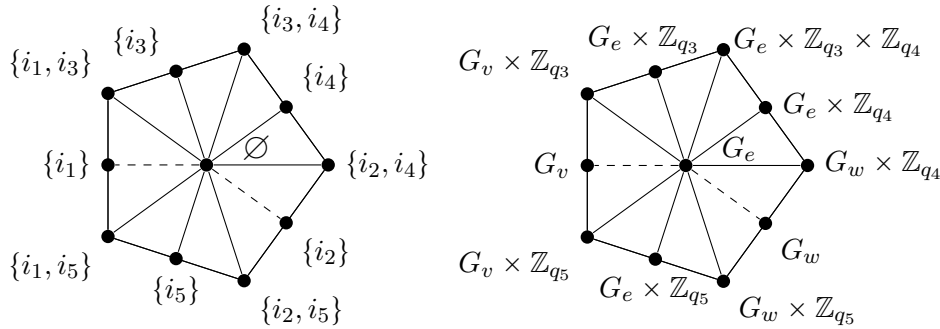 {i_3, i_4}
{i_3}
{i_1, i_3}
{i_4}
∅
{i_1}
{i_2, i_4}
{i_2}
{i_1, i_5}
{i_5}
{i_2, i_5}
G_e × ℤ_{q_3}
G_e × ℤ_{q_3} × ℤ_{q_4}
G_v × ℤ_{q_3}
G_e × ℤ_{q_4}
G_e
G_v
G_w × ℤ_{q_4}
G_w
G_v × ℤ_{q_5}
G_e × ℤ_{q_5}
G_w × ℤ_{q_5}